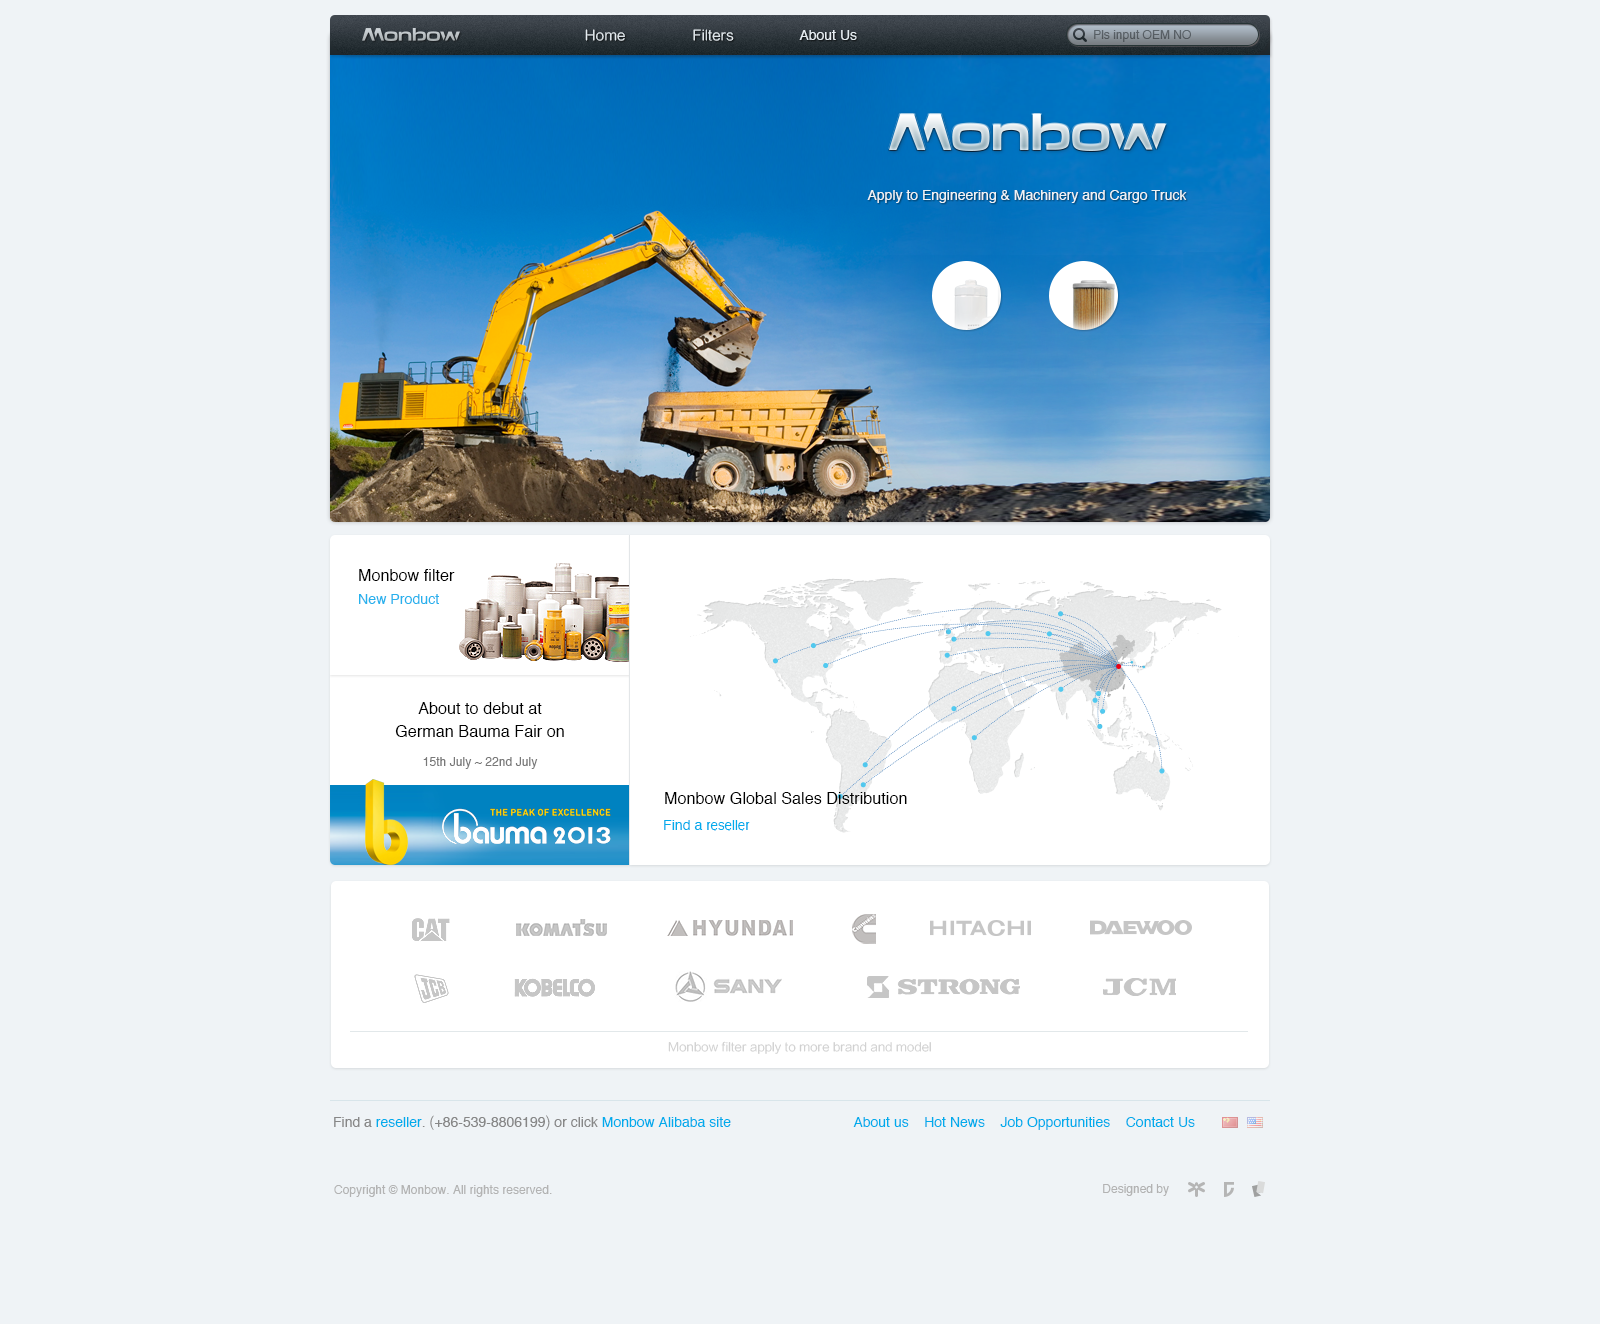 Monbow
Home
Filters
About Us
Pls input OEM NO
Monbow
Apply to Engineering & Machinery and Cargo Truck
Monbow filter
New Product
About to debut at
German Bauma Fair on
15th July ~ 22nd July
THE PEAK OF EXCELLENCE
bauma 2013
Monbow Global Sales Distribution
Find a reseller
CAT
KOMATSU
HYUNDAI
Cummins
HITACHI
DAEWOO
JCB
KOBELCO
SANY
STRONG
JCM
Monbow filter apply to more brand and model
Find a reseller. (+86-539-8806199) or click Monbow Alibaba site
About us
Hot News
Job Opportunities
Contact Us
Copyright © Monbow. All rights reserved.
Designed by